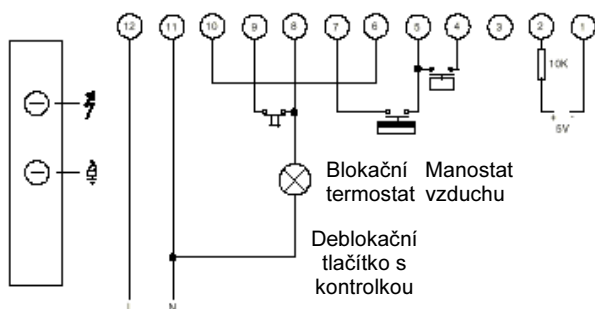 12 11 10 9 8 7 6 5 4 3 2 1
10K
+ -
5V
Blokační termostat
Manostat vzduchu
Deblokační
tlačítko s
kontrolkou
L N